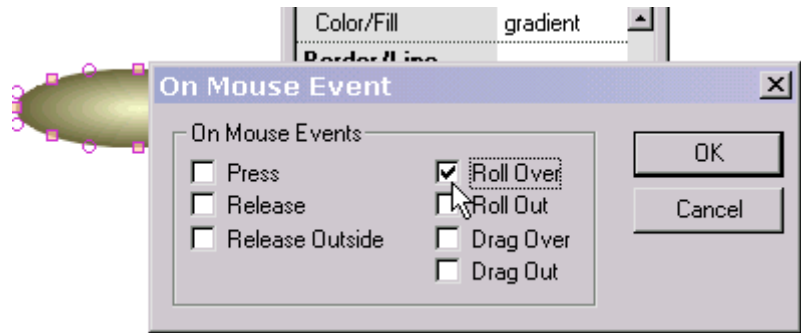 Color/Fill gradient
Border/Line
On Mouse Event
On Mouse Events
Press
Release
Release Outside
Roll Over
Roll Out
Drag Over
Drag Out
OK
Cancel